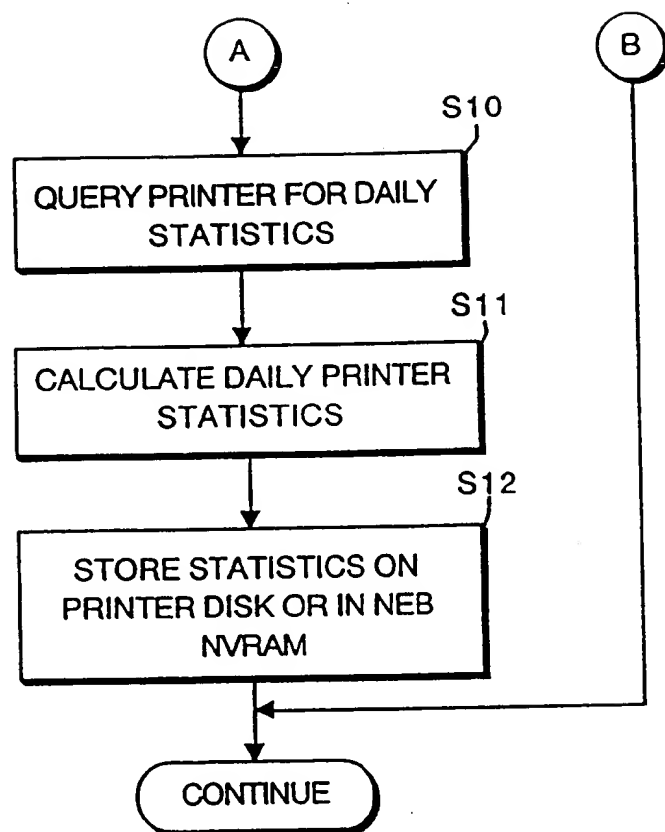 A
B
S10
QUERY PRINTER FOR DAILY
STATISTICS
S11
CALCULATE DAILY PRINTER
STATISTICS
S12
STORE STATISTICS ON
PRINTER DISK OR IN NEB
NVRAM
CONTINUE